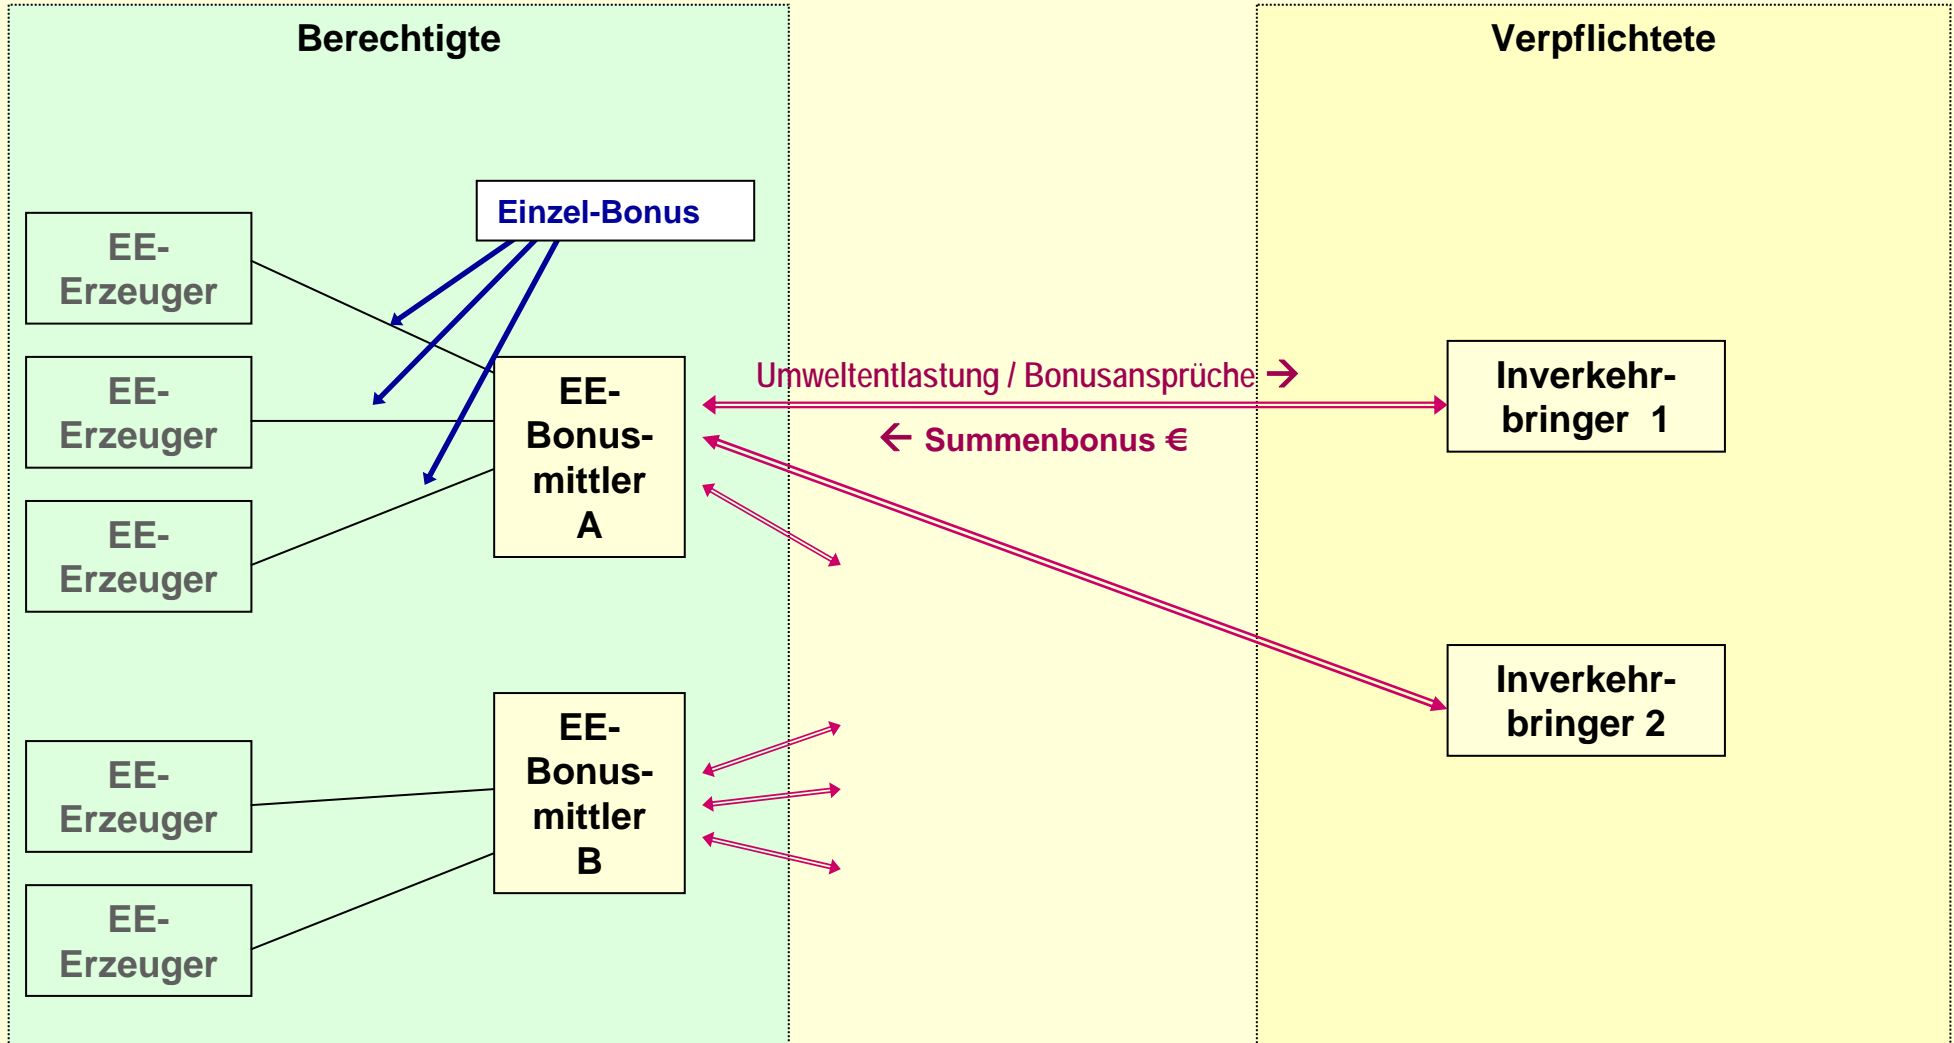 Berechtigte
Verpflichtete
Einzel-Bonus
EE-
Erzeuger
EE-
Erzeuger
EE-
Erzeuger
EE-
Bonus-
mittler
A
Umweltentlastung / Bonusansprüche →
← Summenbonus €
Inverkehr-
bringer 1
Inverkehr-
bringer 2
EE-
Erzeuger
EE-
Erzeuger
EE-
Bonus-
mittler
B